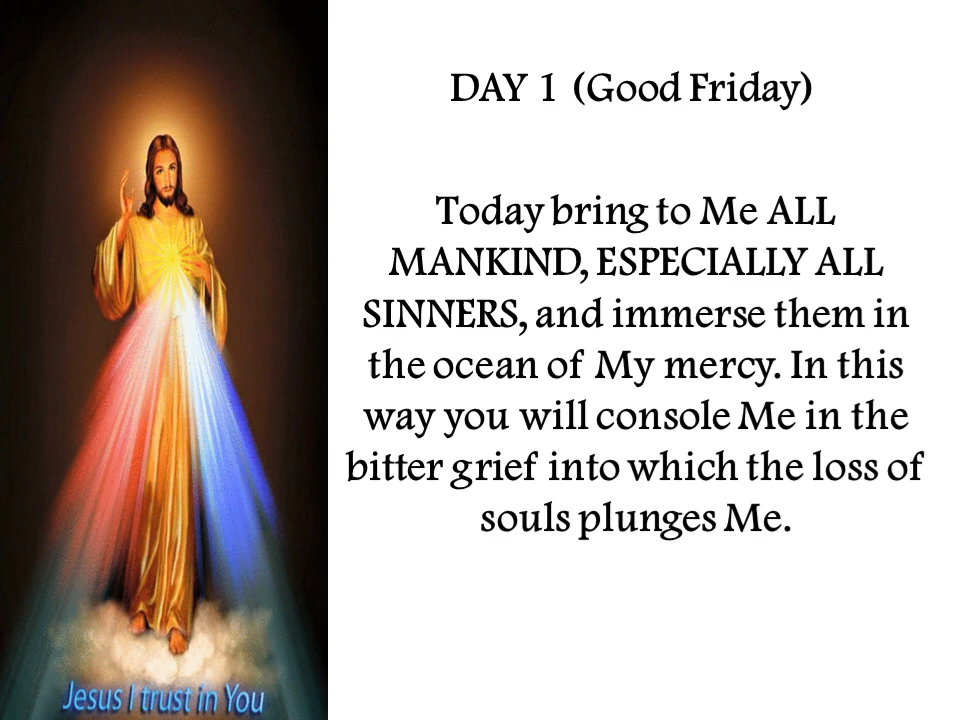 DAY 1 (Good Friday)
Today bring to Me ALL
MANKIND, ESPECIALLY ALL
SINNERS, and immerse them in
the ocean of My mercy. In this
way you will console Me in the
bitter grief into which the loss of
souls plunges Me.
Jesus I trust in You